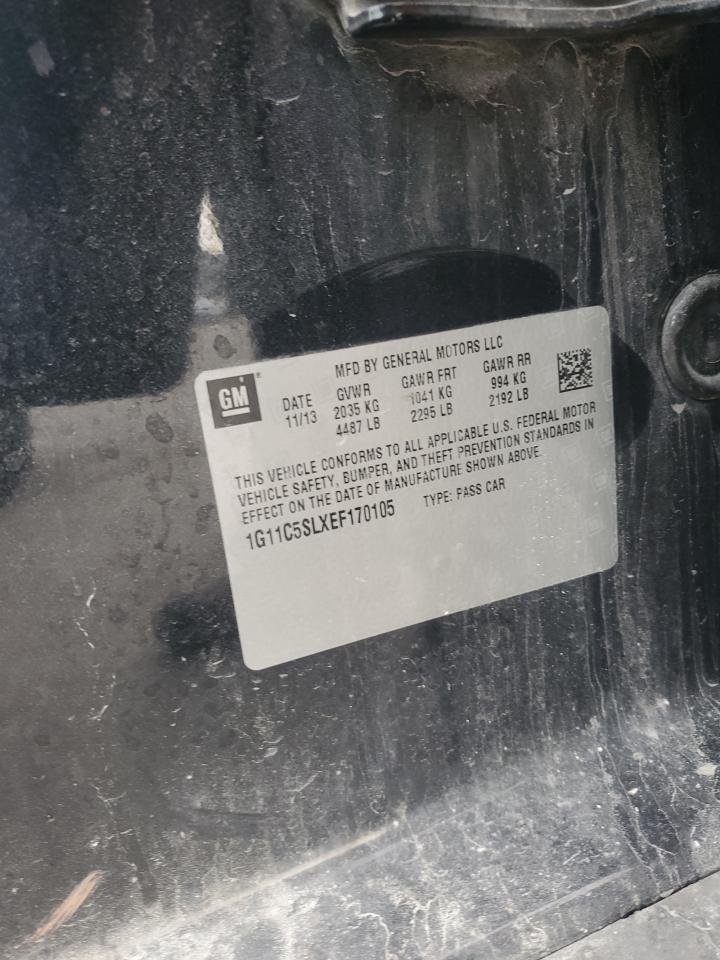 MFD BY GENERAL MOTORS LLC
GM
DATE GVWR GAWR FRT GAWR RR
11/13 2035 KG 1041 KG 994 KG
4487 LB 2295 LB 2192 LB
THIS VEHICLE CONFORMS TO ALL APPLICABLE U.S. FEDERAL MOTOR
VEHICLE SAFETY, BUMPER, AND THEFT PREVENTION STANDARDS IN
EFFECT ON THE DATE OF MANUFACTURE SHOWN ABOVE.
1G11C5SLXEF170105 TYPE: PASS CAR